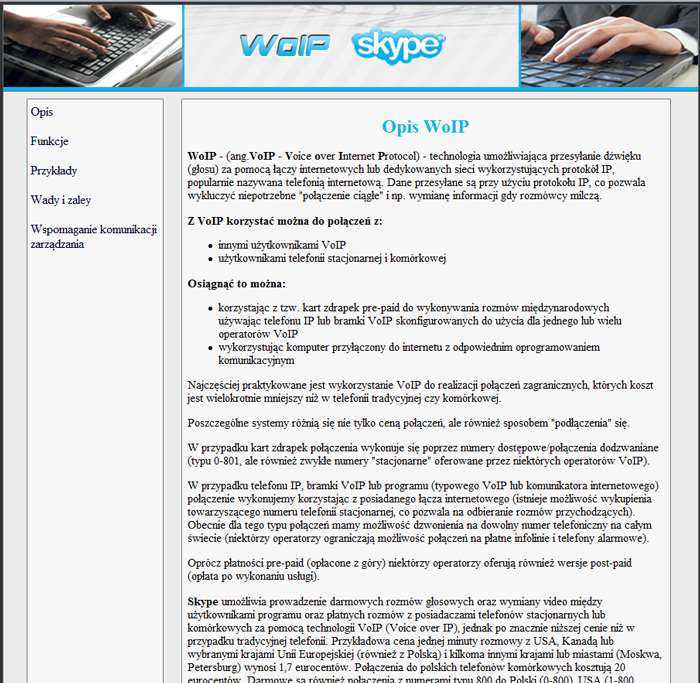 WoIP skype
Opis
Funkcje
Przykłady
Wady i zaley
Wspomaganie komunikacji
zarządzania
Opis WoIP
WoIP - (ang.VoIP - Voice over Internet Protocol) - technologia umożliwiająca przesyłanie dźwięku
(głosu) za pomocą łączy internetowych lub dedykowanych sieci wykorzystujących protokół IP,
popularnie nazywana telefonią internetową. Dane przesyłane są przy użyciu protokołu IP, co pozwala
wykluczyć niepotrzebne "połączenie ciągłe" i np. wymianę informacji gdy rozmówcy milczą.
Z VoIP korzystać można do połączeń z:
innymi użytkownikami VoIP
użytkownikami telefonii stacjonarnej i komórkowej
Osiągnąć to można:
korzystając z tzw. kart zdrapek pre-paid do wykonywania rozmów międzynarodowych
używając telefonu IP lub bramki VoIP skonfigurowanych do użycia dla jednego lub wielu
operatorów VoIP
wykorzystując komputer przyłączony do internetu z odpowiednim oprogramowaniem
komunikacyjnym
Najczęściej praktykowane jest wykorzystanie VoIP do realizacji połączeń zagranicznych, których koszt
jest wielokrotnie mniejszy niż w telefonii tradycyjnej czy komórkowej.
Poszczególne systemy różnią się nie tylko ceną połączeń, ale również sposobem "podłączenia" się.
W przypadku kart zdrapek połączenia wykonuje się poprzez numery dostępowe/połączenia dodzwaniane
(typu 0-801, ale również zwykłe numery "stacjonarne" oferowane przez niektórych operatorów VoIP).
W przypadku telefonu IP, bramki VoIP lub programu (typowego VoIP lub komunikatora internetowego)
połączenie wykonujemy korzystając z posiadanego łącza internetowego (istnieje możliwość wykupienia
towarzyszącego numeru telefonii stacjonarnej, co pozwala na odbieranie rozmów przychodzących).
Obecnie dla tego typu połączeń mamy możliwość dzwonienia na dowolny numer telefoniczny na całym
świecie (niektórzy operatorzy ograniczają możliwość połączeń na płatne infolinie i telefony alarmowe).
Oprócz płatności pre-paid (opłacone z góry) niektórzy operatorzy oferują również wersje post-paid
(opłata po wykonaniu usługi).
Skype umożliwia prowadzenie darmowych rozmów głosowych oraz wymiany video między
użytkownikami programu oraz płatnych rozmów z posiadaczami telefonów stacjonarnych lub
komórkowych za pomocą technologii VoIP (Voice over IP), jednak po znacznie niższej cenie niż w
przypadku tradycyjnej telefonii. Przykładowa cena jednej minuty rozmowy z USA, Kanadą lub
wybranymi krajami Unii Europejskiej (również z Polską) i kilkoma innymi krajami lub miastami (Moskwa,
Petersburg) wynosi 1,7 eurocentów. Połączenia do polskich telefonów komórkowych kosztują 20
eurocentów. Darmowe są również połączenia z numerami typu 800 do Polski (0-800), USA (1-800